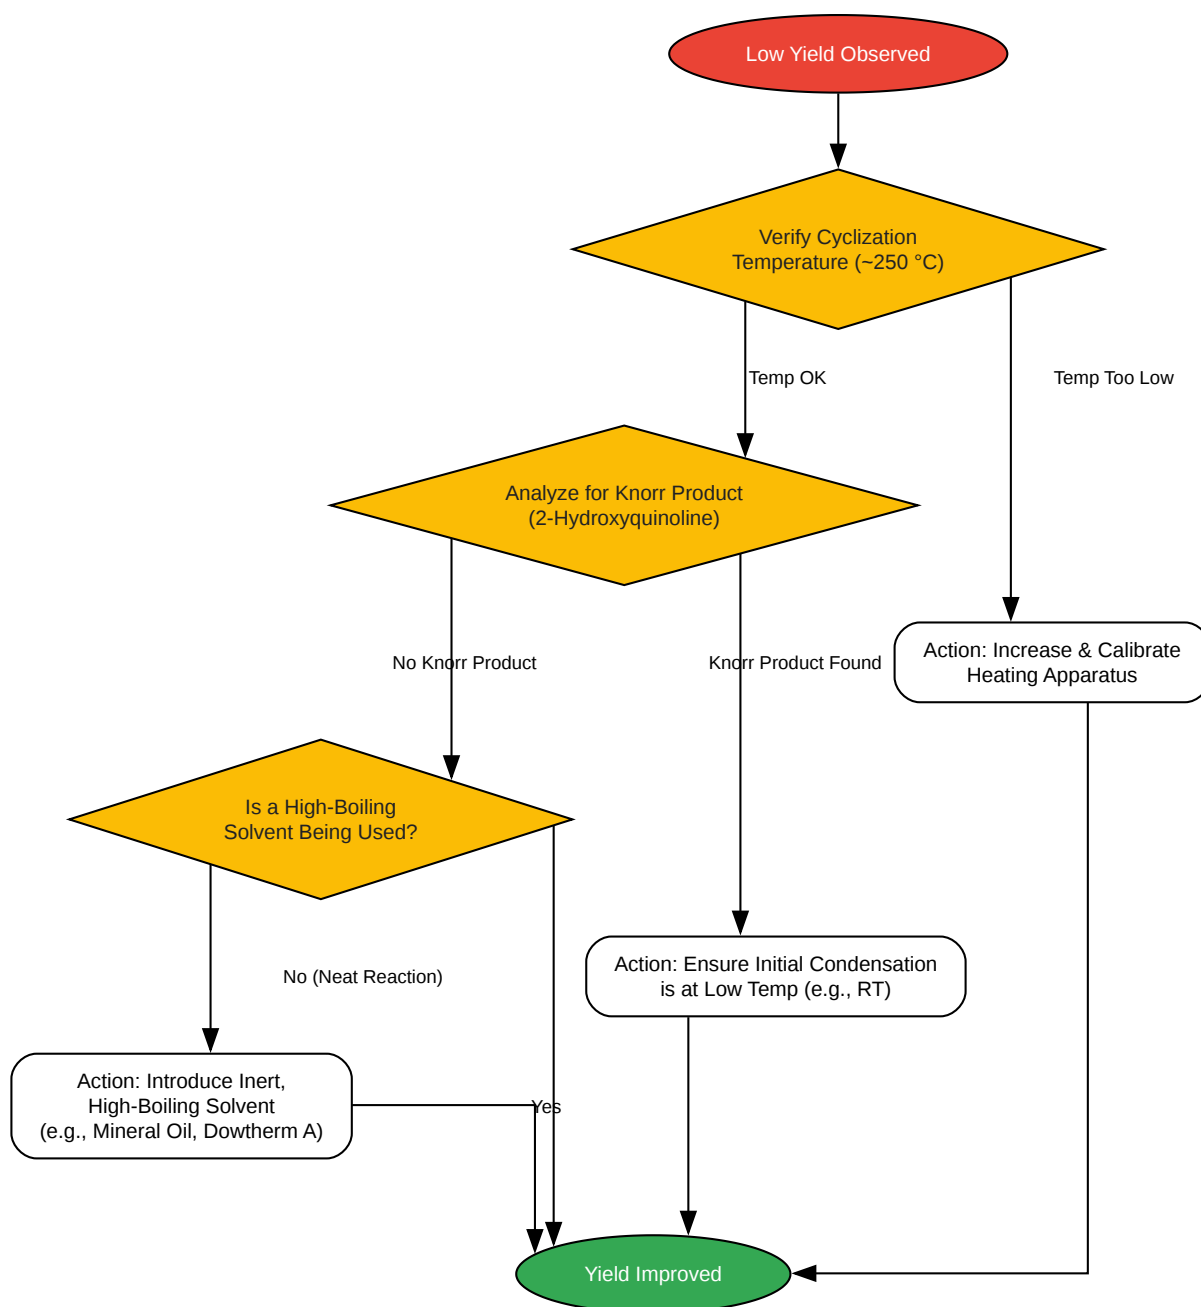 Low Yield Observed
Verify Cyclization
Temperature (~250 °C)
Temp OK
Temp Too Low
Analyze for Knorr Product
(2-Hydroxyquinoline)
No Knorr Product
Knorr Product Found
Action: Increase & Calibrate
Heating Apparatus
Is a High-Boiling
Solvent Being Used?
No (Neat Reaction)
Action: Ensure Initial Condensation
is at Low Temp (e.g., RT)
Action: Introduce Inert,
High-Boiling Solvent
(e.g., Mineral Oil, Dowtherm A)
Yes
Yield Improved